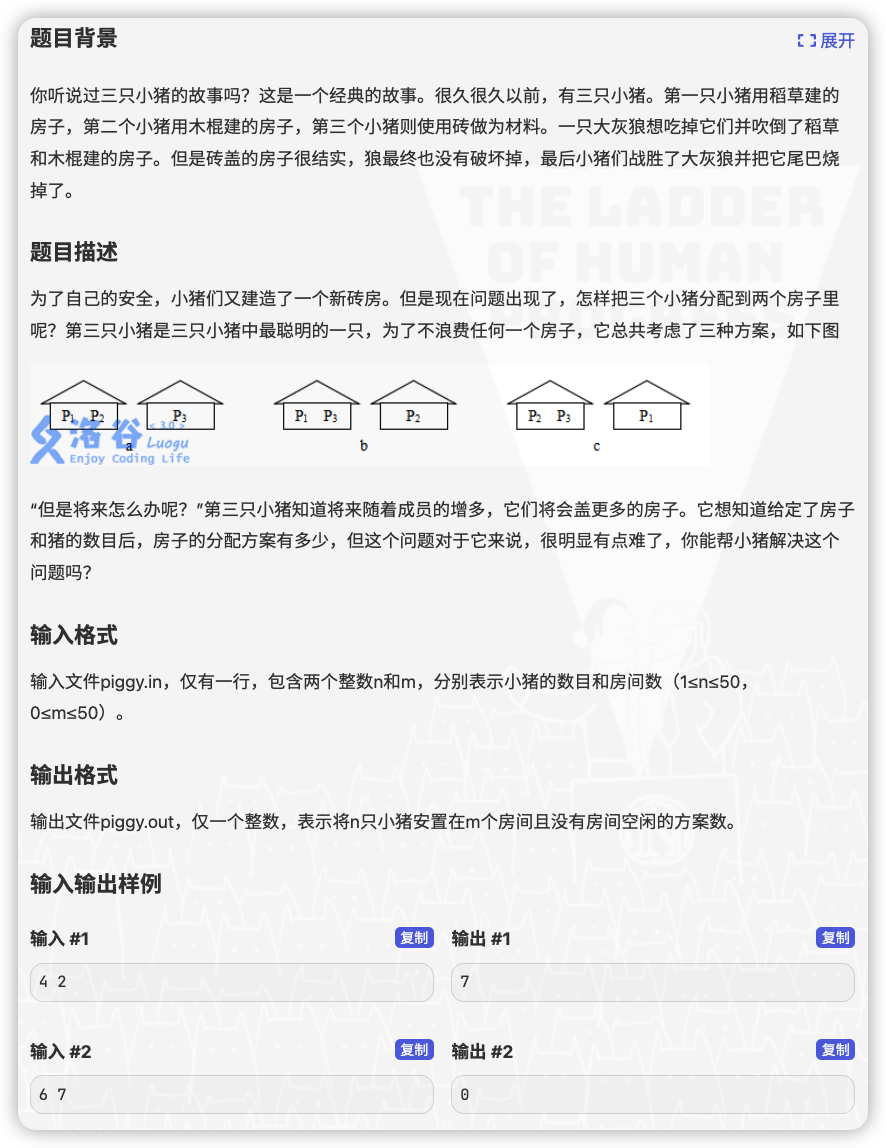 题目背景
展开
你听说过三只小猪的故事吗？这是一个经典的故事。很久很久以前，有三只小猪。第一只小猪用稻草建的
房子，第二个小猪用木棍建的房子，第三个小猪则使用砖做为材料。一只大灰狼想吃掉它们并吹倒了稻草
和木棍建的房子。但是砖盖的房子很结实，狼最终也没有破坏掉，最后小猪们战胜了大灰狼并把它尾巴烧
掉了。
THE LADDER
OF HUMAN
PROGRESS
题目描述
为了自己的安全，小猪们又建造了一个新砖房。但是现在问题出现了，怎样把三个小猪分配到两个房子里
呢？第三只小猪是三只小猪中最聪明的一只，为了不浪费任何一个房子，它总共考虑了三种方案，如下图
P₁ P₂ P₃ P₁ P₃ P₂ P₂ P₃ P₁
a b c
洛谷 <3.0>
Luogu
Enjoy Coding Life
“但是将来怎么办呢？”第三只小猪知道将来随着成员的增多，它们将会盖更多的房子。它想知道给定了房子
和猪的数目后，房子的分配方案有多少，但这个问题对于它来说，很明显有点难了，你能帮小猪解决这个
问题吗？
输入格式
输入文件piggy.in，仅有一行，包含两个整数n和m，分别表示小猪的数目和房间数（1≤n≤50，
0≤m≤50）。
输出格式
输出文件piggy.out，仅一个整数，表示将n只小猪安置在m个房间且没有房间空闲的方案数。
输入输出样例
输入 #1 复制
4 2
输出 #1 复制
7
输入 #2 复制
6 7
输出 #2 复制
0